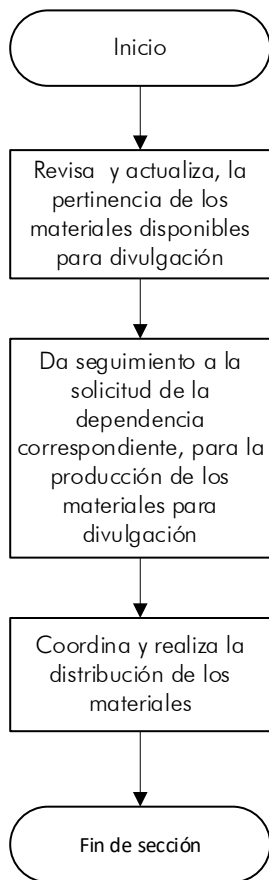 Inicio
Revisa y actualiza, la
pertinencia de los
materiales disponibles
para divulgación
Da seguimiento a la
solicitud de la
dependencia
correspondiente, para la
producción de los
materiales para
divulgación
Coordina y realiza la
distribución de los
materiales
Fin de sección